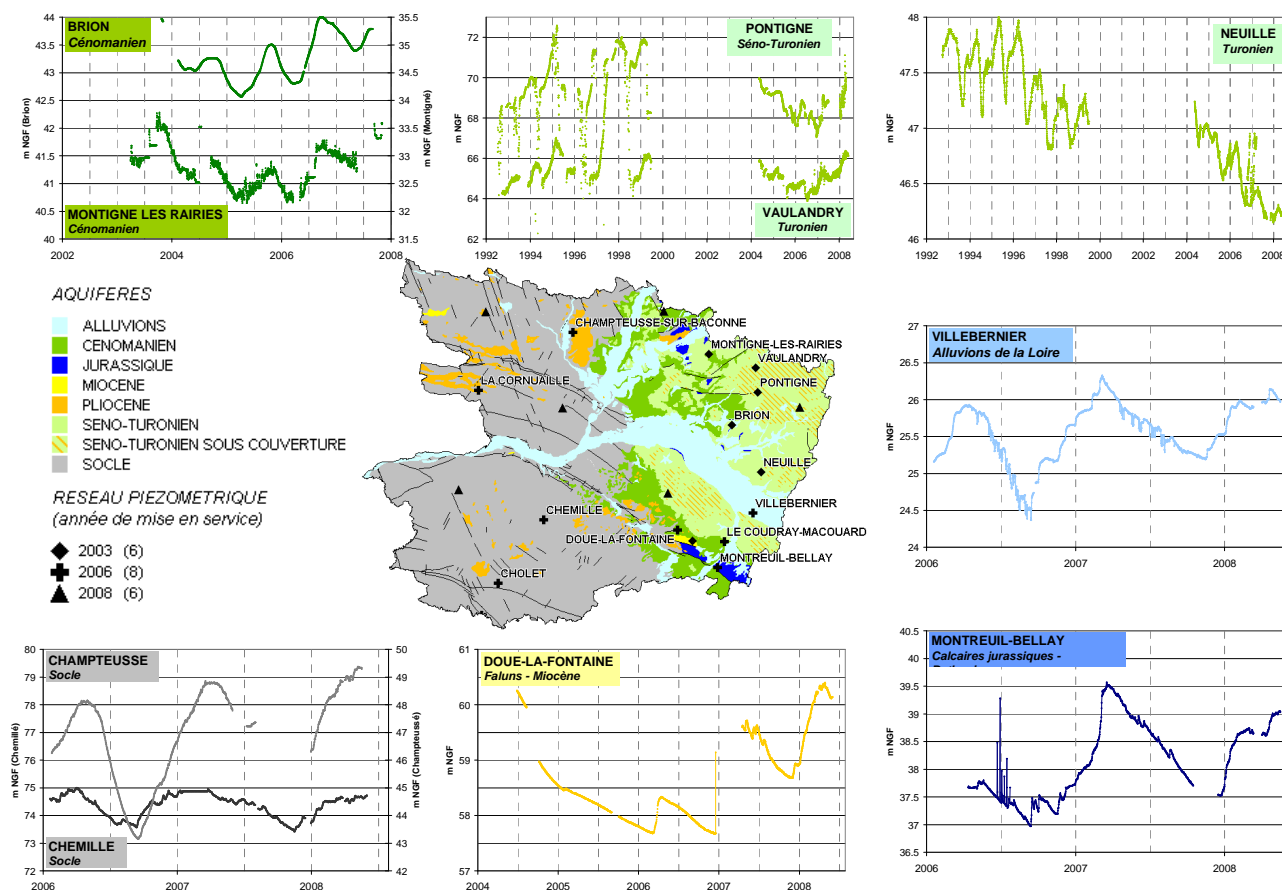 BRION
Cénomanien
MONTIGNE LES RAIRIES
Cénomanien
m NGF (Brion)
m NGF (Montigné)
44
43.5
43
42.5
42
41.5
41
40.5
40
35.5
35
34.5
34
33.5
33
32.5
32
31.5
2002
2004
2006
2008
PONTIGNE
Séno-Turonien
VAULANDRY
Turonien
m NGF
72
70
68
66
64
62
1992
1994
1996
1998
2000
2002
2004
2006
2008
NEUILLE
Turonien
m NGF
48
47.5
47
46.5
46
1992
1994
1996
1998
2000
2002
2004
2006
2008
AQUIFERES
ALLUVIONS
CENOMANIEN
JURASSIQUE
MIOCENE
PLIOCENE
SENO-TURONIEN
SENO-TURONIEN SOUS COUVERTURE
SOCLE
RESEAU PIEZOMETRIQUE
(année de mise en service)
2003 (6)
2006 (8)
2008 (6)
CHAMPTEUSSE-SUR-BACONNE
MONTIGNE-LES-RAIRIES
VAULANDRY
LA CORNUAILLE
PONTIGNE
BRION
NEUILLE
VILLEBERNIER
CHEMILLE
LE COUDRAY-MACOUARD
DOUE-LA-FONTAINE
MONTREUIL-BELLAY
CHOLET
VILLEBERNIER
Alluvions de la Loire
m NGF
27
26.5
26
25.5
25
24.5
24
2006
2007
2008
CHAMPTEUSSE
Socle
CHEMILLE
Socle
m NGF (Chemillé)
m NGF (Champteussé)
80
79
78
77
76
75
74
73
72
50
49
48
47
46
45
44
43
42
2006
2007
2008
DOUE-LA-FONTAINE
Faluns - Miocène
m NGF
61
60
59
58
57
2004
2005
2006
2007
2008
MONTREUIL-BELLAY
Calcaires jurassiques -
m NGF
40.5
40
39.5
39
38.5
38
37.5
37
36.5
2006
2007
2008